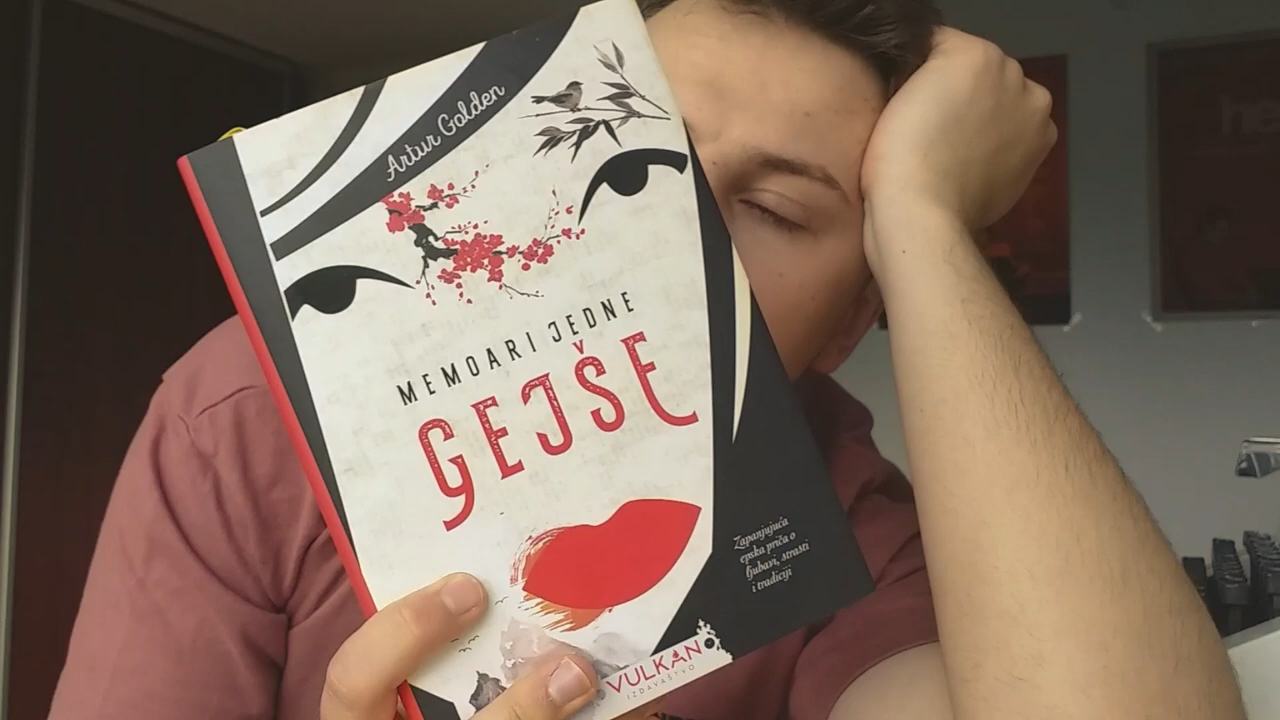 Artur Golden
MEMOARI JEDNE
GEJŠE
Zapanjujuća
epska priča o
ljubavi, strasti
i tradiciji
VULKAN
IZDAVAŠTVO